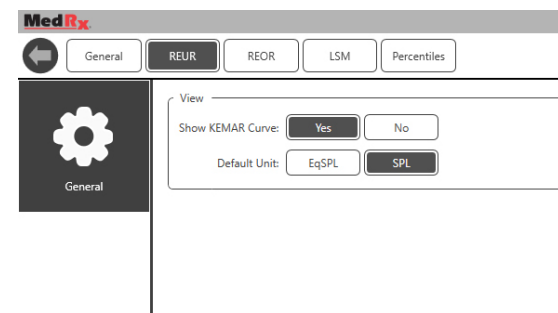 MedRx
General REUR REOR LSM Percentiles
View
Show KEMAR Curve: Yes No
Default Unit: EqSPL SPL
General